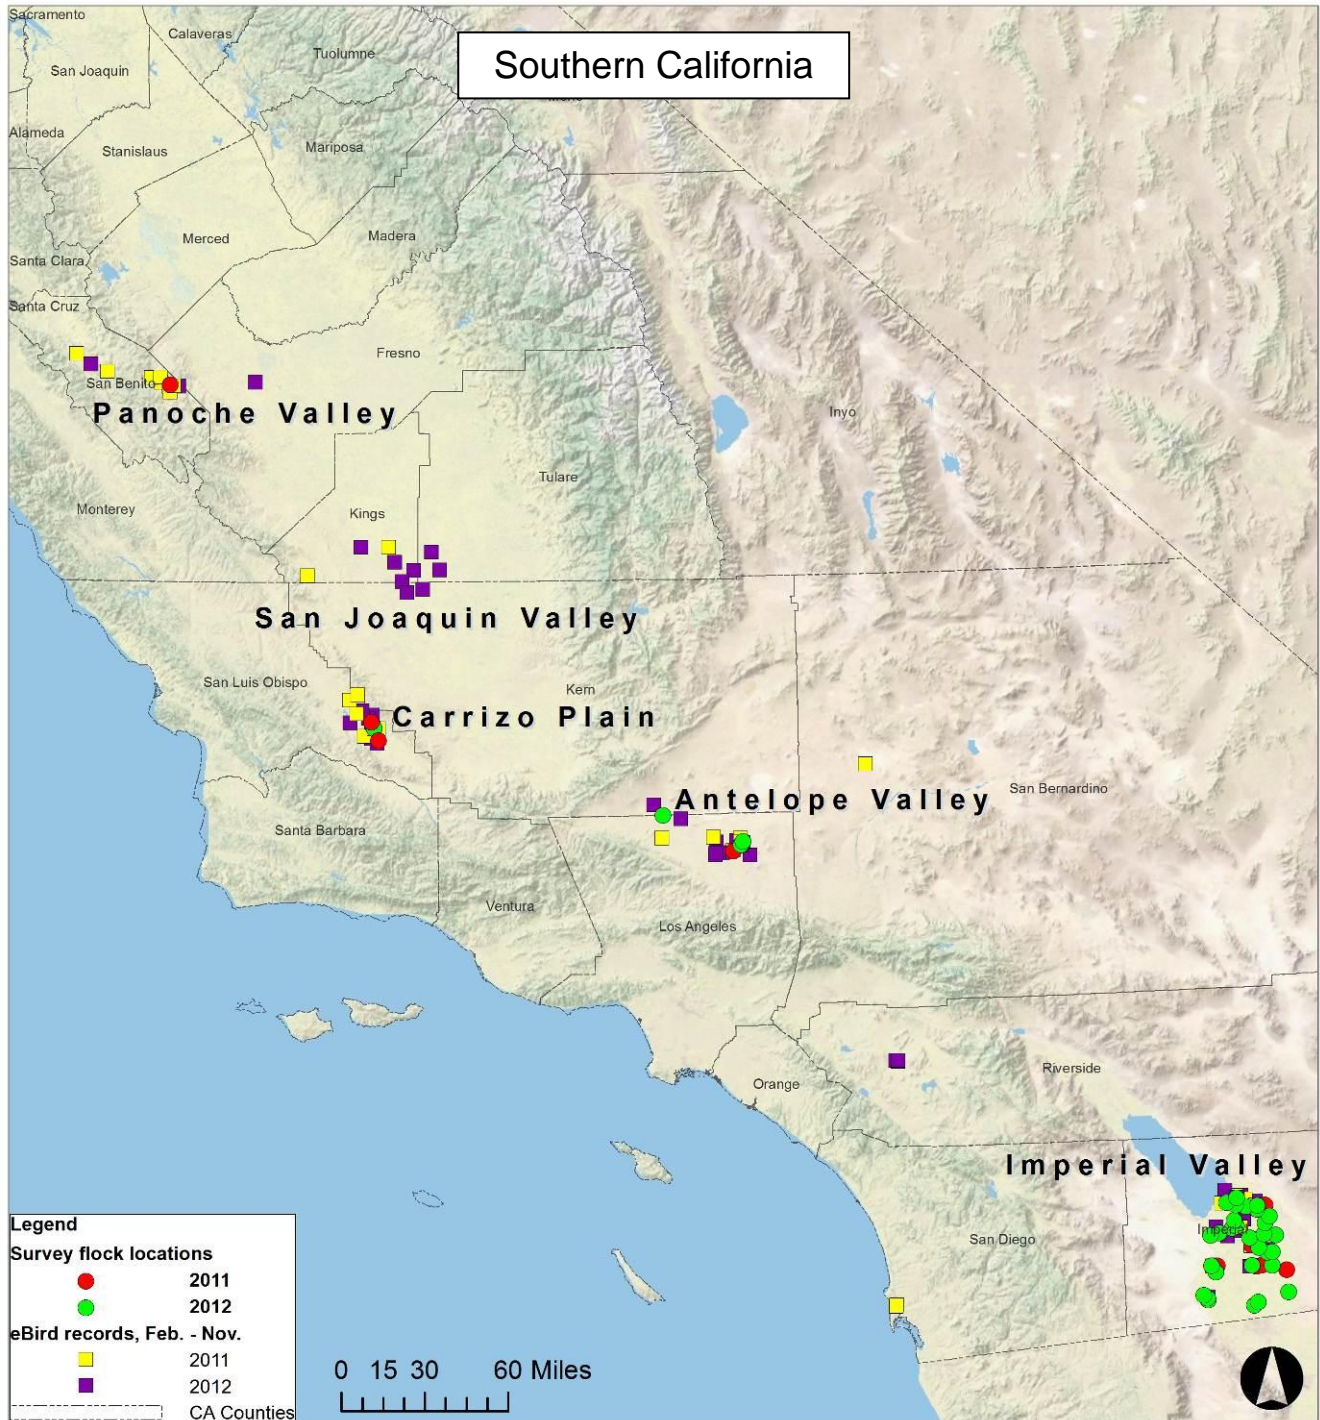 Sacramento
Calaveras
Tuolumne
Southern California
San Joaquin
Alameda
Stanislaus
Mariposa
Merced
Madera
Santa Clara
Santa Cruz
Fresno
San Benito
Panoche Valley
Inyo
Tulare
Monterey
Kings
San Joaquin Valley
San Luis Obispo
Kern
Carrizo Plain
San Bernardino
Antelope Valley
Santa Barbara
Ventura
Los Angeles
Orange
Riverside
Imperial Valley
Imperial
San Diego
Legend
Survey flock locations
2011
2012
eBird records, Feb. - Nov.
2011
2012
CA Counties
0 15 30 60 Miles